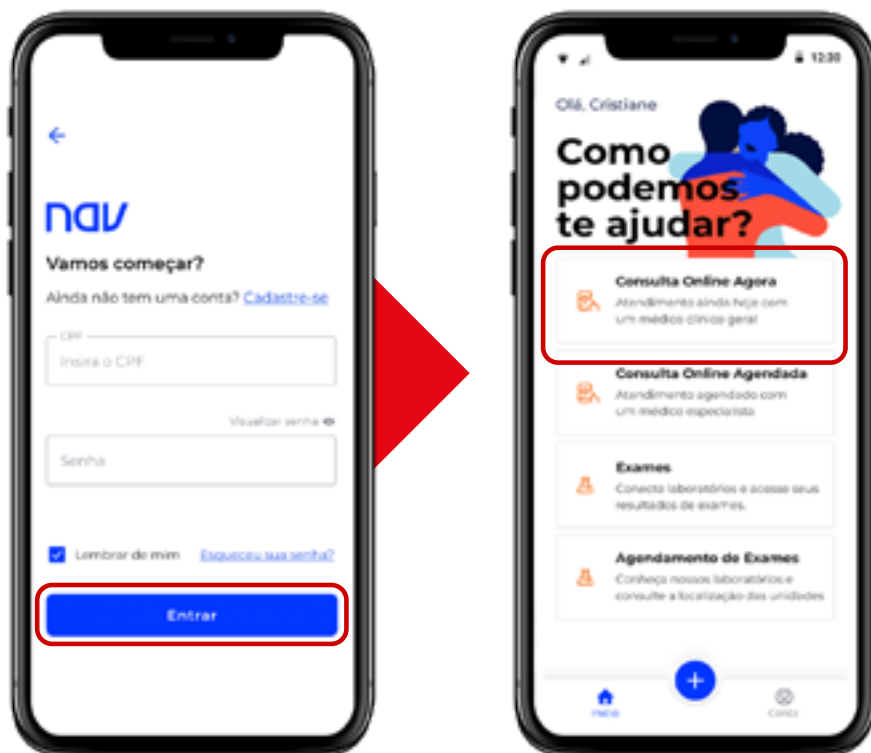 nav
Vamos começar?
Ainda não tem uma conta? Cadastre-se
CPF
Insira o CPF
Visualizar senha
Senha
Lembrar de mim Esqueceu sua senha?
Entrar
12:30
Olá, Cristiane
Como
podemos
te ajudar?
Consulta Online Agora
Atendimento ainda hoje com
um médico clínico geral
Consulta Online Agendada
Atendimento agendado com
um médico especialista
Exames
Conecte laboratórios e acesse seus
resultados de exames.
Agendamento de Exames
Conheça nossos laboratórios e
consulte a localização das unidades
Início
Conta